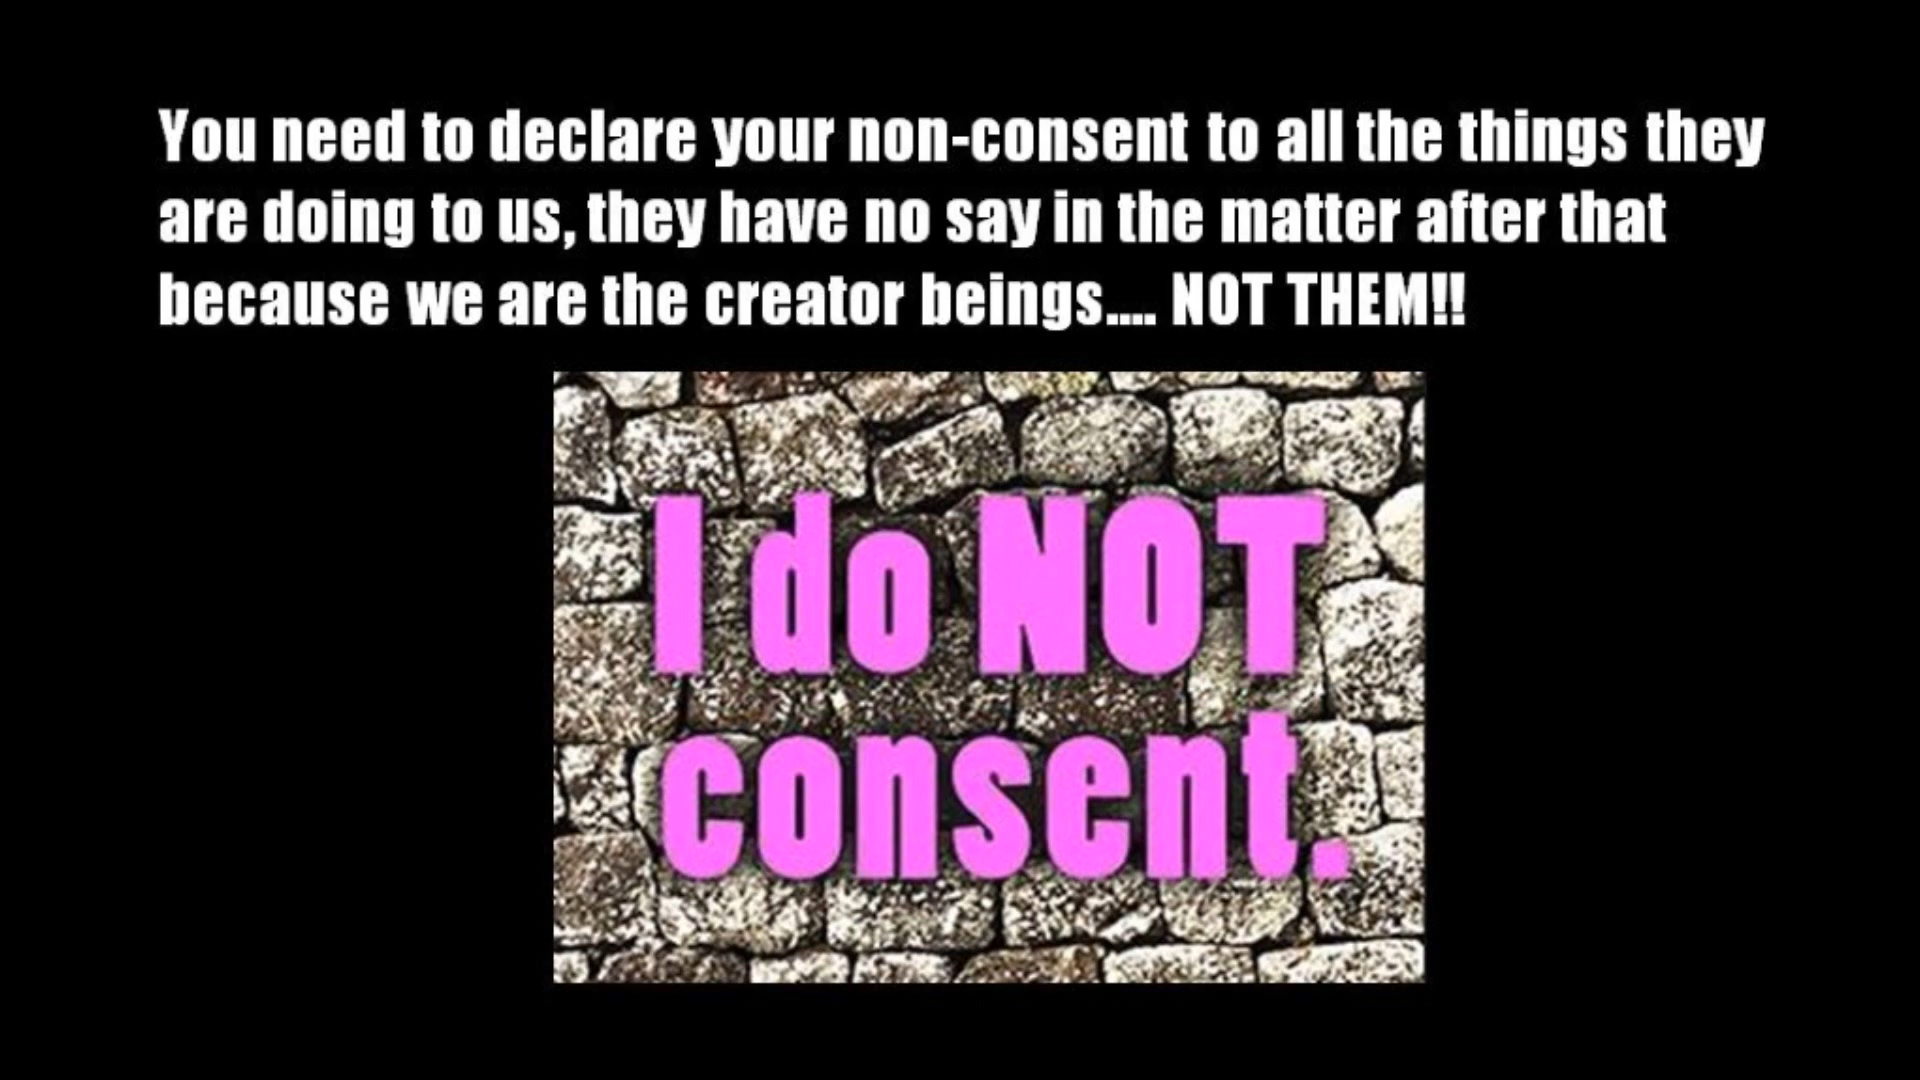 You need to declare your non-consent to all the things they
are doing to us, they have no say in the matter after that
because we are the creator beings.... NOT THEM!!
I do NOT
consent.